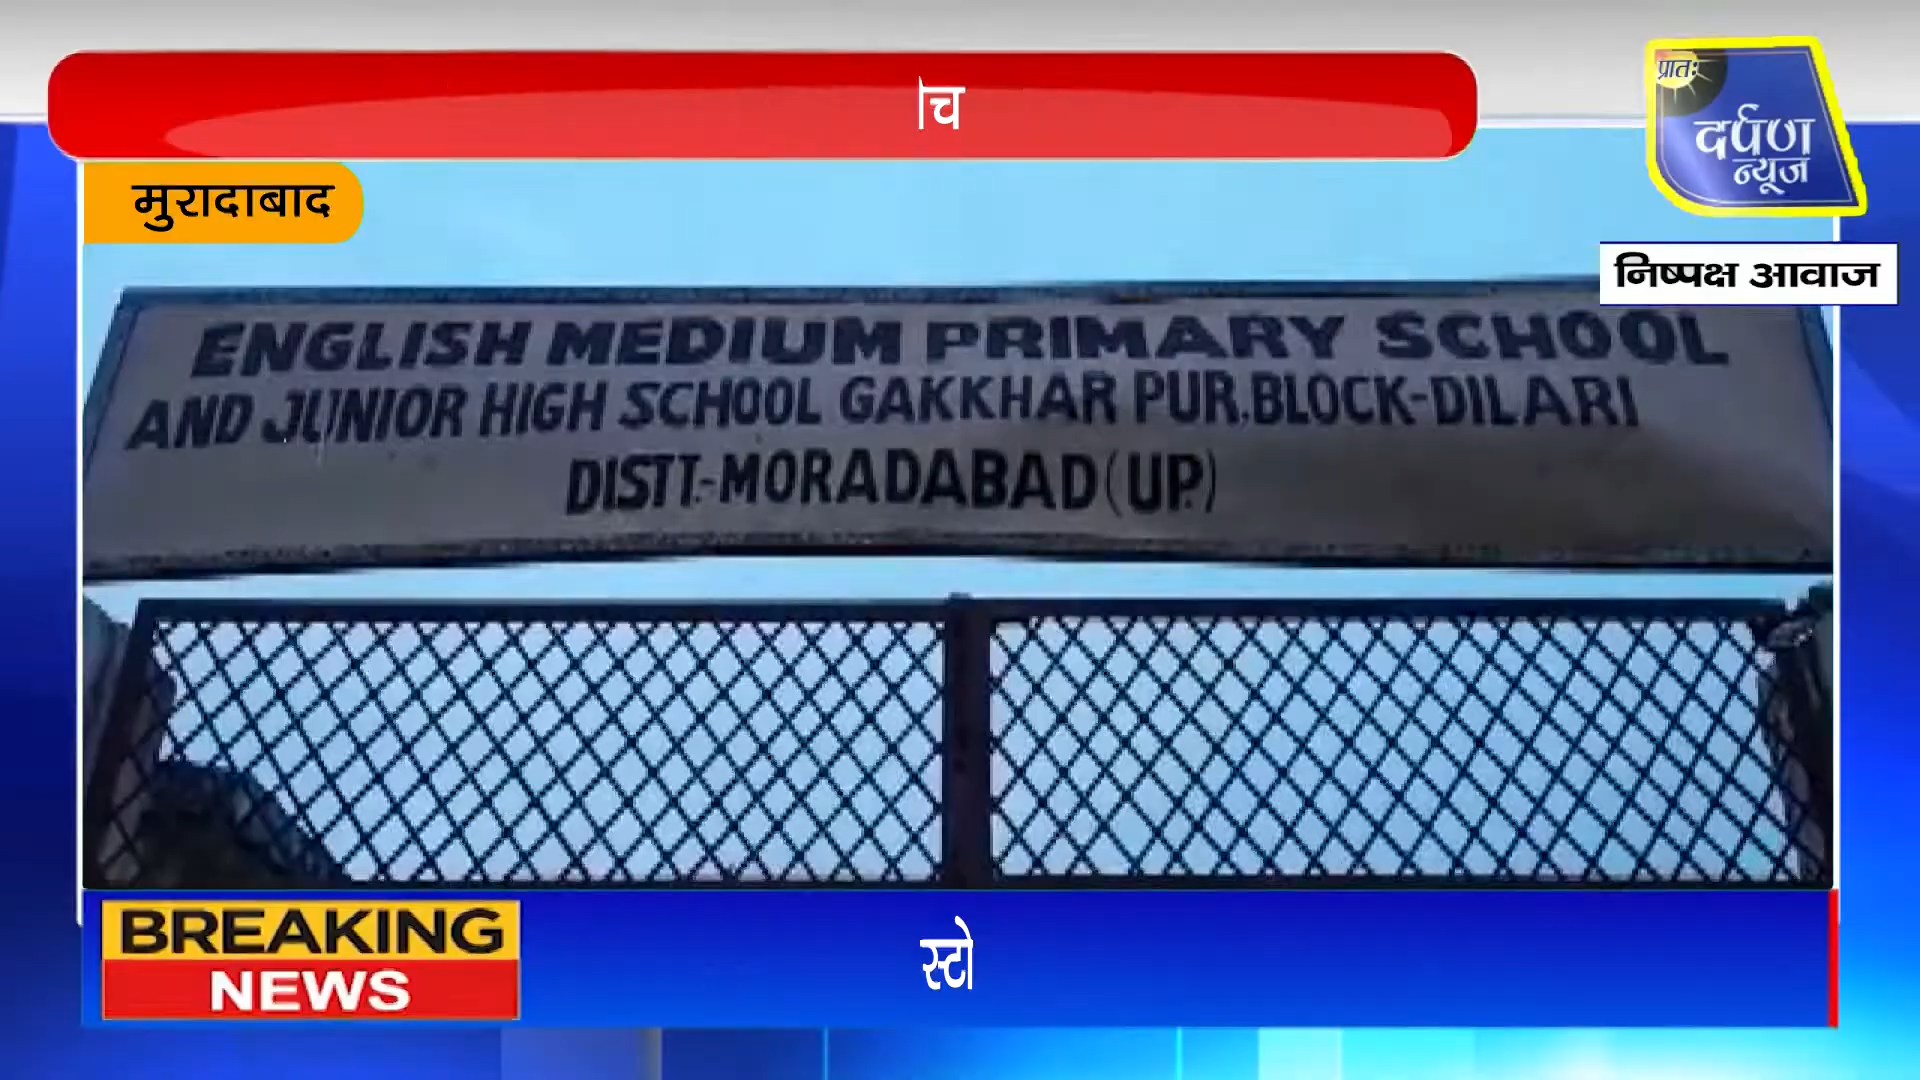 च
प्रातः
दर्पण
न्यूज
मुरादाबाद
निष्पक्ष आवाज
ENGLISH MEDIUM PRIMARY SCHOOL
AND JUNIOR HIGH SCHOOL GAKKHAR PUR,BLOCK-DILARI
DISTT.-MORADABAD (UP.)
BREAKING
NEWS
स्टो